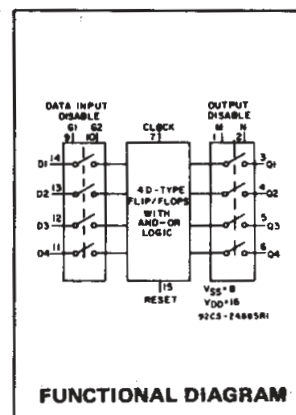 DATA INPUT
DISABLE
G1 G2
9 10
CLOCK
7
OUTPUT
DISABLE
M N
1 2
D1 14
D2 13
D3 12
D4 11
4 D-TYPE
FLIP/FLOPS
WITH
AND-OR
LOGIC
3 Q1
4 Q2
5 Q3
6 Q4
15
RESET
VSS=8
VDD=16
92CS-24885R1
FUNCTIONAL DIAGRAM